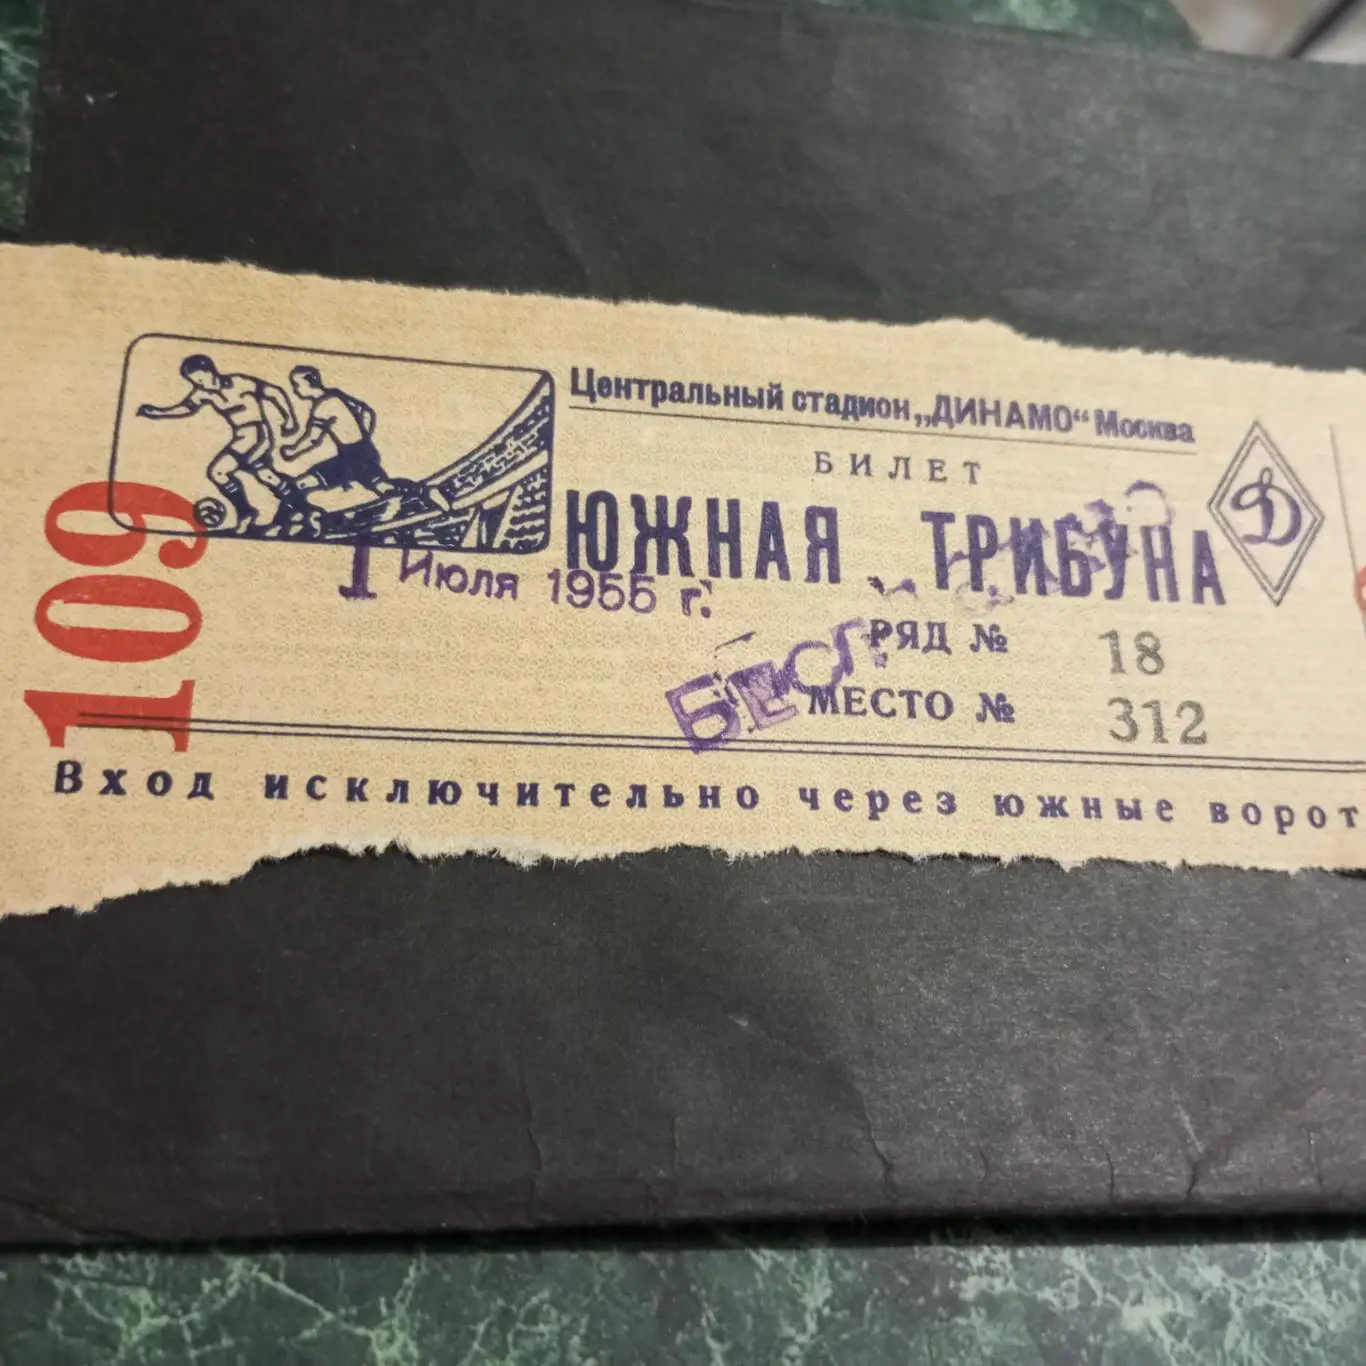 109
Центральный стадион „ДИНАМО“ Москва
БИЛЕТ
ЮЖНАЯ ТРИБУНА
Д
1 Июля 1955 г.
РЯД № 18
МЕСТО № 312
Вход исключительно через южные ворот